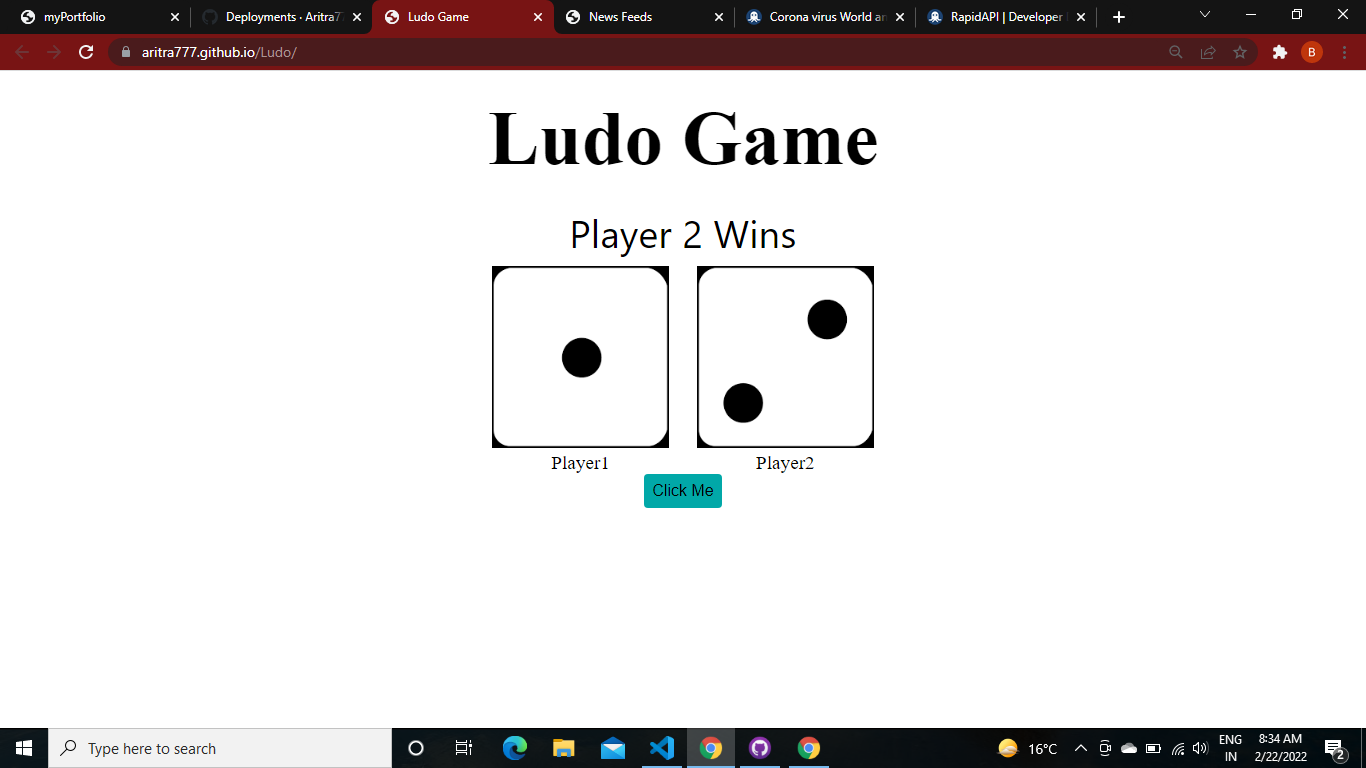 myPortfolio
Deployments · Aritra7
Ludo Game
News Feeds
Corona virus World an
RapidAPI | Developer
aritra777.github.io/Ludo/
B
Ludo Game
Player 2 Wins
Player1
Player2
Click Me
Type here to search
16°C
ENG
IN
8:34 AM
2/22/2022
2